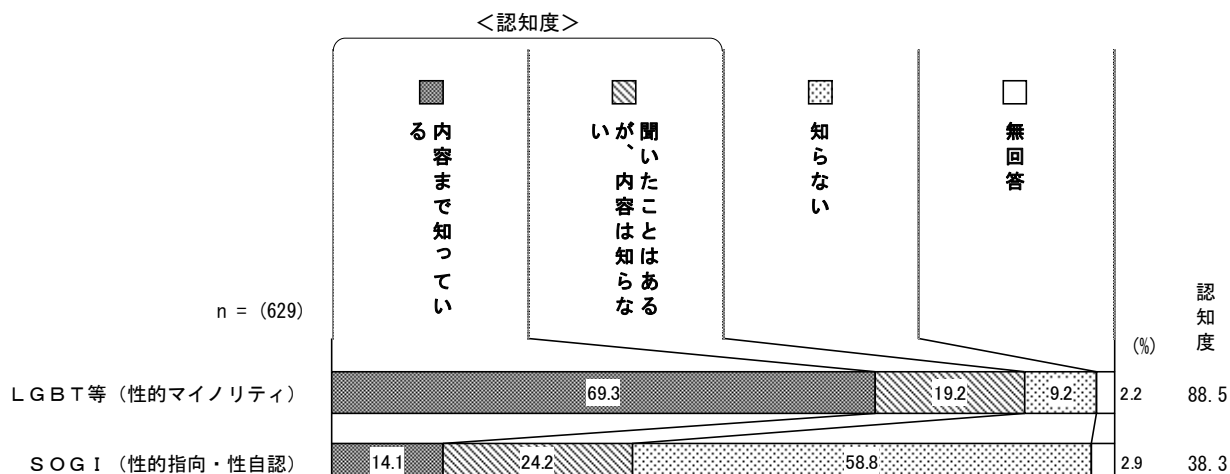 ＜認知度＞
内容まで知ってい
る
聞いたことはある
が、内容は知らな
い
知らない
無回答
n = (629)
(%)
認知度
ＬＧＢＴ等（性的マイノリティ） 69.3 19.2 9.2 2.2 88.5
ＳＯＧＩ（性的指向・性自認） 14.1 24.2 58.8 2.9 38.3